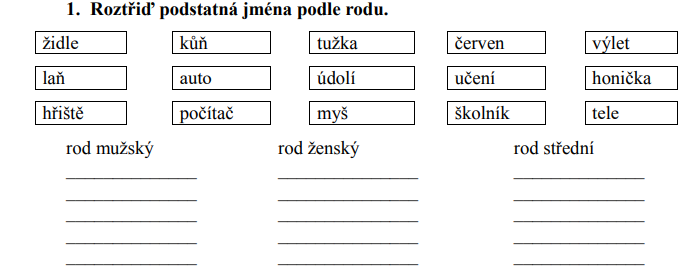 1. Roztřiď podstatná jména podle rodu.
židle kůň tužka červen výlet
laň auto údolí učení honička
hřiště počítač myš školník tele
rod mužský rod ženský rod střední